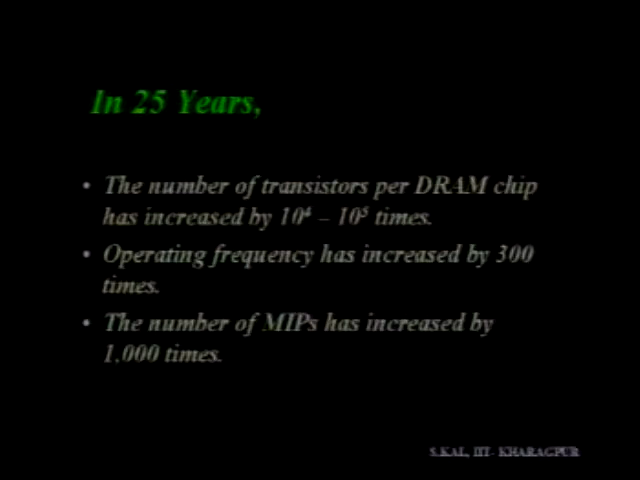 In 25 Years,
• The number of transistors per DRAM chip
has increased by 10⁴ – 10⁵ times.
• Operating frequency has increased by 300
times.
• The number of MIPs has increased by
1,000 times.
S.KAL, IIT- KHARAGPUR